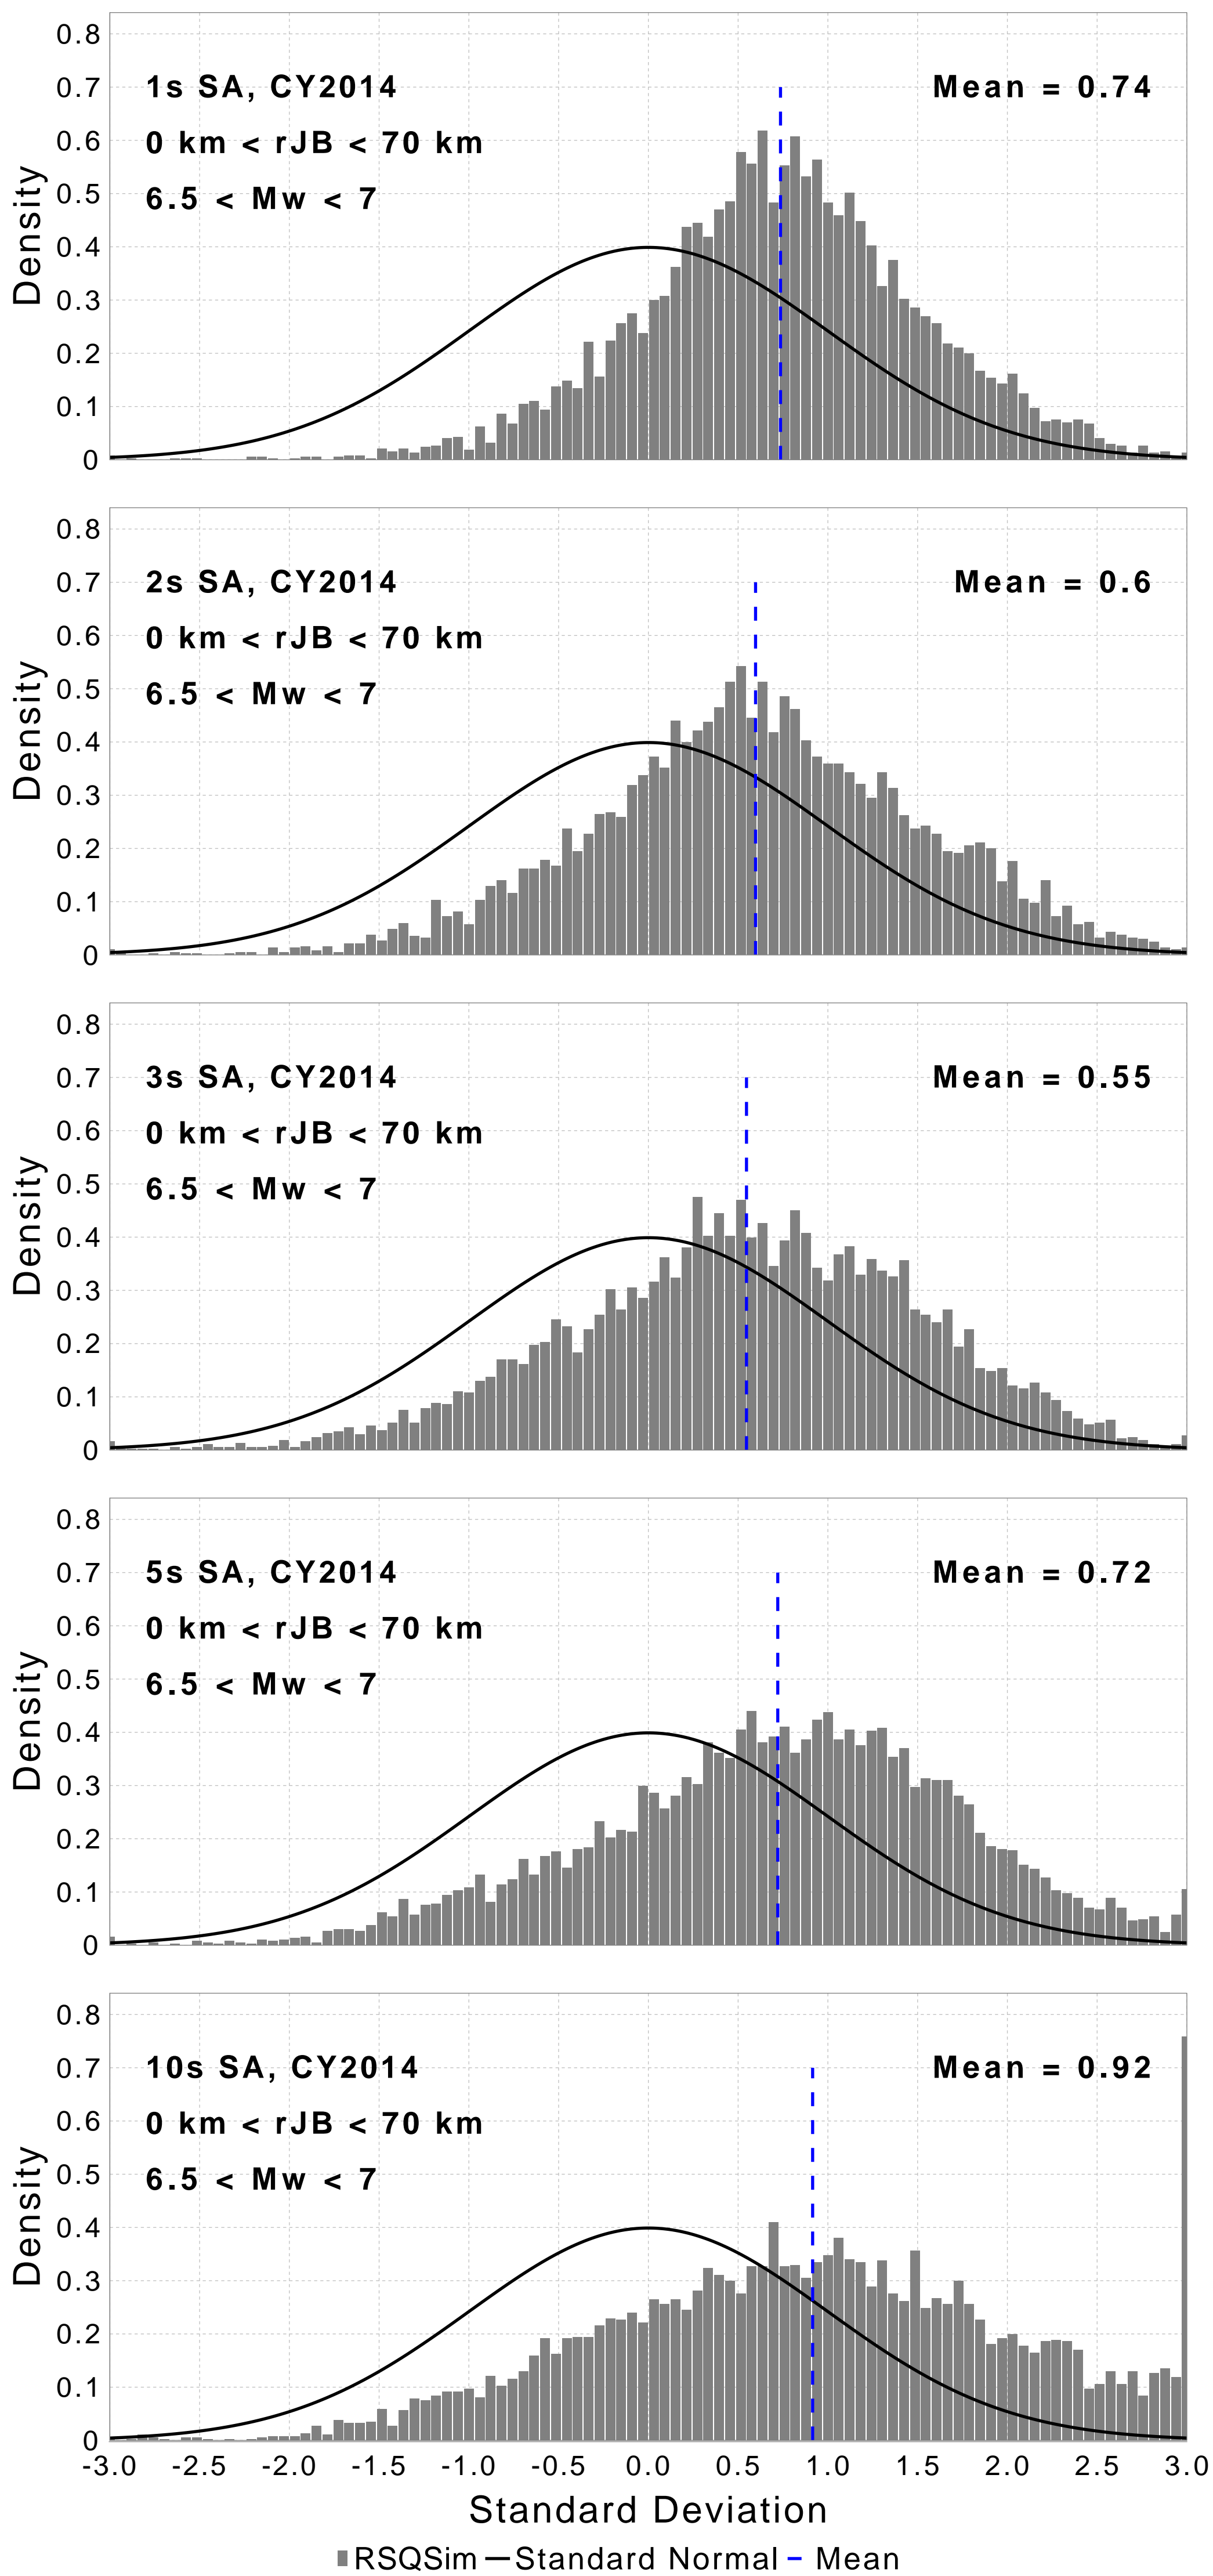 0.8
0.7
0.6
0.5
0.4
0.3
0.2
0.1
0
Density
1s SA, CY2014
0 km < rJB < 70 km
6.5 < Mw < 7
Mean = 0.74
0.8
0.7
0.6
0.5
0.4
0.3
0.2
0.1
0
Density
2s SA, CY2014
0 km < rJB < 70 km
6.5 < Mw < 7
Mean = 0.6
0.8
0.7
0.6
0.5
0.4
0.3
0.2
0.1
0
Density
3s SA, CY2014
0 km < rJB < 70 km
6.5 < Mw < 7
Mean = 0.55
0.8
0.7
0.6
0.5
0.4
0.3
0.2
0.1
0
Density
5s SA, CY2014
0 km < rJB < 70 km
6.5 < Mw < 7
Mean = 0.72
0.8
0.7
0.6
0.5
0.4
0.3
0.2
0.1
0
Density
10s SA, CY2014
0 km < rJB < 70 km
6.5 < Mw < 7
Mean = 0.92
-3.0 -2.5 -2.0 -1.5 -1.0 -0.5 0.0 0.5 1.0 1.5 2.0 2.5 3.0
Standard Deviation
RSQSim Standard Normal Mean